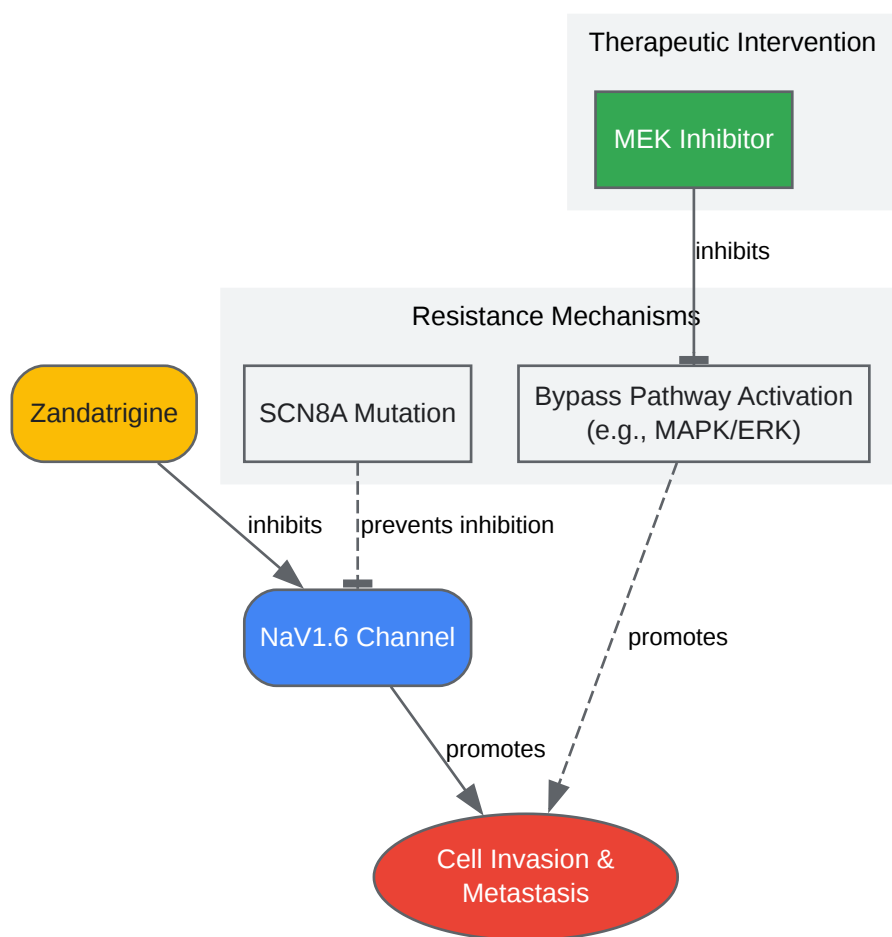 Therapeutic Intervention
MEK Inhibitor
inhibits
Resistance Mechanisms
Zandatrigine
SCN8A Mutation
Bypass Pathway Activation
(e.g., MAPK/ERK)
inhibits
prevents inhibition
NaV1.6 Channel
promotes
promotes
Cell Invasion &
Metastasis